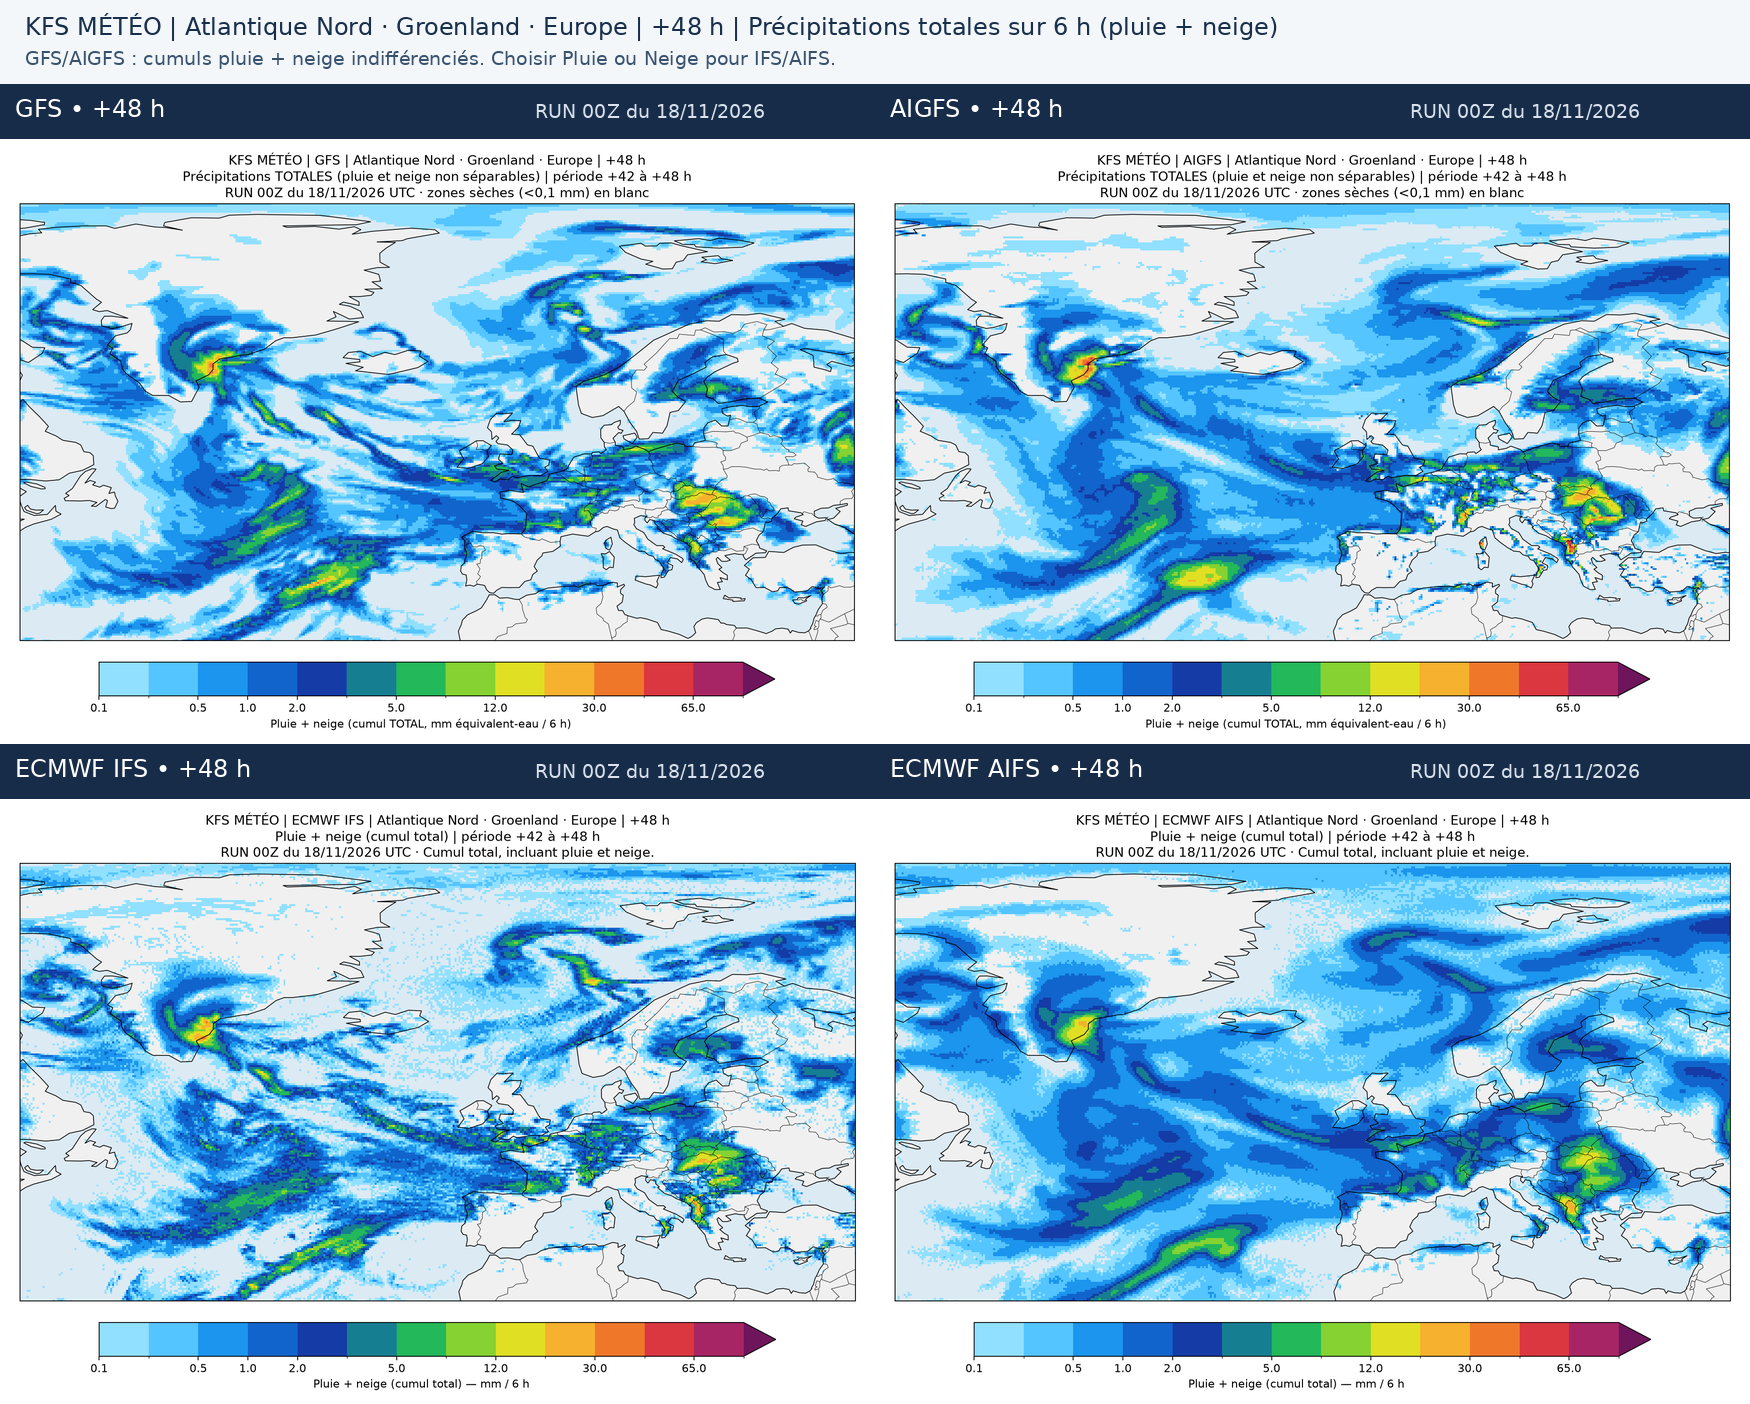 KFS MÉTÉO | Atlantique Nord · Groenland · Europe | +48 h | Précipitations totales sur 6 h (pluie + neige)
GFS/AIGFS : cumuls pluie + neige indifférenciés. Choisir Pluie ou Neige pour IFS/AIFS.
GFS • +48 h
RUN 00Z du 18/11/2026
AIGFS • +48 h
RUN 00Z du 18/11/2026
KFS MÉTÉO | GFS | Atlantique Nord · Groenland · Europe | +48 h
Précipitations TOTALES (pluie et neige non séparables) | période +42 à +48 h
RUN 00Z du 18/11/2026 UTC · zones sèches (<0,1 mm) en blanc
KFS MÉTÉO | AIGFS | Atlantique Nord · Groenland · Europe | +48 h
Précipitations TOTALES (pluie et neige non séparables) | période +42 à +48 h
RUN 00Z du 18/11/2026 UTC · zones sèches (<0,1 mm) en blanc
0.1 0.5 1.0 2.0 5.0 12.0 30.0 65.0
Pluie + neige (cumul TOTAL, mm équivalent-eau / 6 h)
0.1 0.5 1.0 2.0 5.0 12.0 30.0 65.0
Pluie + neige (cumul TOTAL, mm équivalent-eau / 6 h)
ECMWF IFS • +48 h
RUN 00Z du 18/11/2026
ECMWF AIFS • +48 h
RUN 00Z du 18/11/2026
KFS MÉTÉO | ECMWF IFS | Atlantique Nord · Groenland · Europe | +48 h
Pluie + neige (cumul total) | période +42 à +48 h
RUN 00Z du 18/11/2026 UTC · Cumul total, incluant pluie et neige.
KFS MÉTÉO | ECMWF AIFS | Atlantique Nord · Groenland · Europe | +48 h
Pluie + neige (cumul total) | période +42 à +48 h
RUN 00Z du 18/11/2026 UTC · Cumul total, incluant pluie et neige.
0.1 0.5 1.0 2.0 5.0 12.0 30.0 65.0
Pluie + neige (cumul total) — mm / 6 h
0.1 0.5 1.0 2.0 5.0 12.0 30.0 65.0
Pluie + neige (cumul total) — mm / 6 h